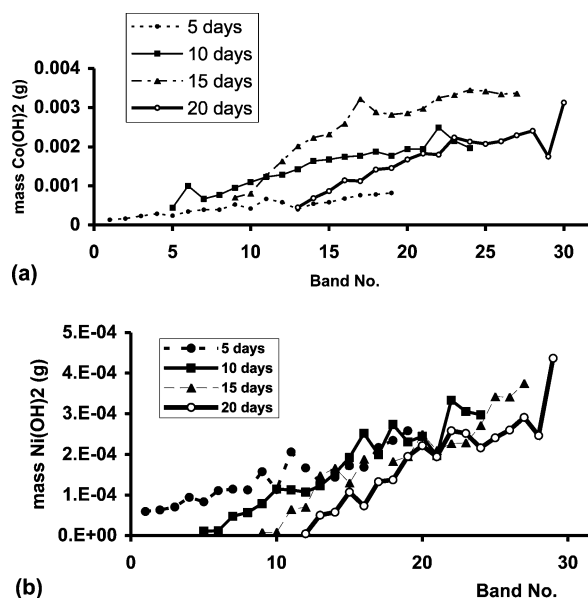 5 days
10 days
15 days
20 days
mass Co(OH)2 (g)
0.004
0.003
0.002
0.001
0
0 5 10 15 20 25 30
Band No.
(a)
5 days
10 days
15 days
20 days
mass Ni(OH)2 (g)
5.E-04
4.E-04
3.E-04
2.E-04
1.E-04
0.E+00
0 10 20 30
Band No.
(b)